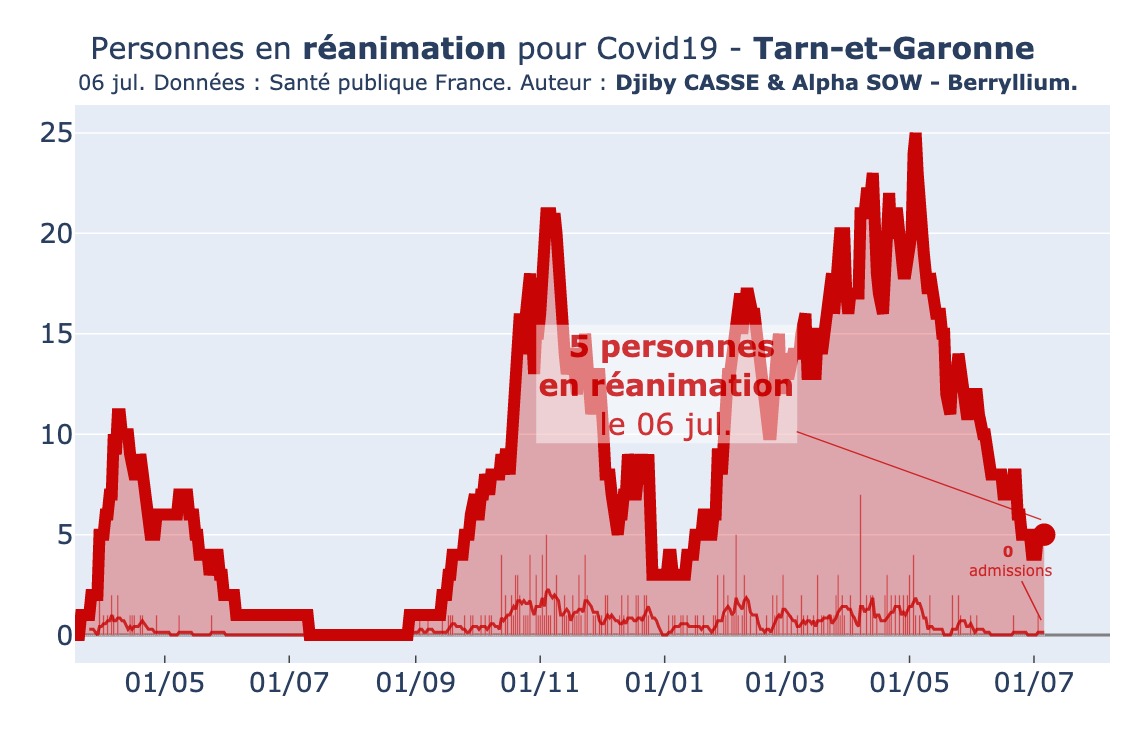 Personnes en réanimation pour Covid19 - Tarn-et-Garonne
06 jul. Données : Santé publique France. Auteur : Djiby CASSE & Alpha SOW - Berryllium.
25
20
15
10
5
0
5 personnes
en réanimation
le 06 jul.
0
admissions
01/05 01/07 01/09 01/11 01/01 01/03 01/05 01/07